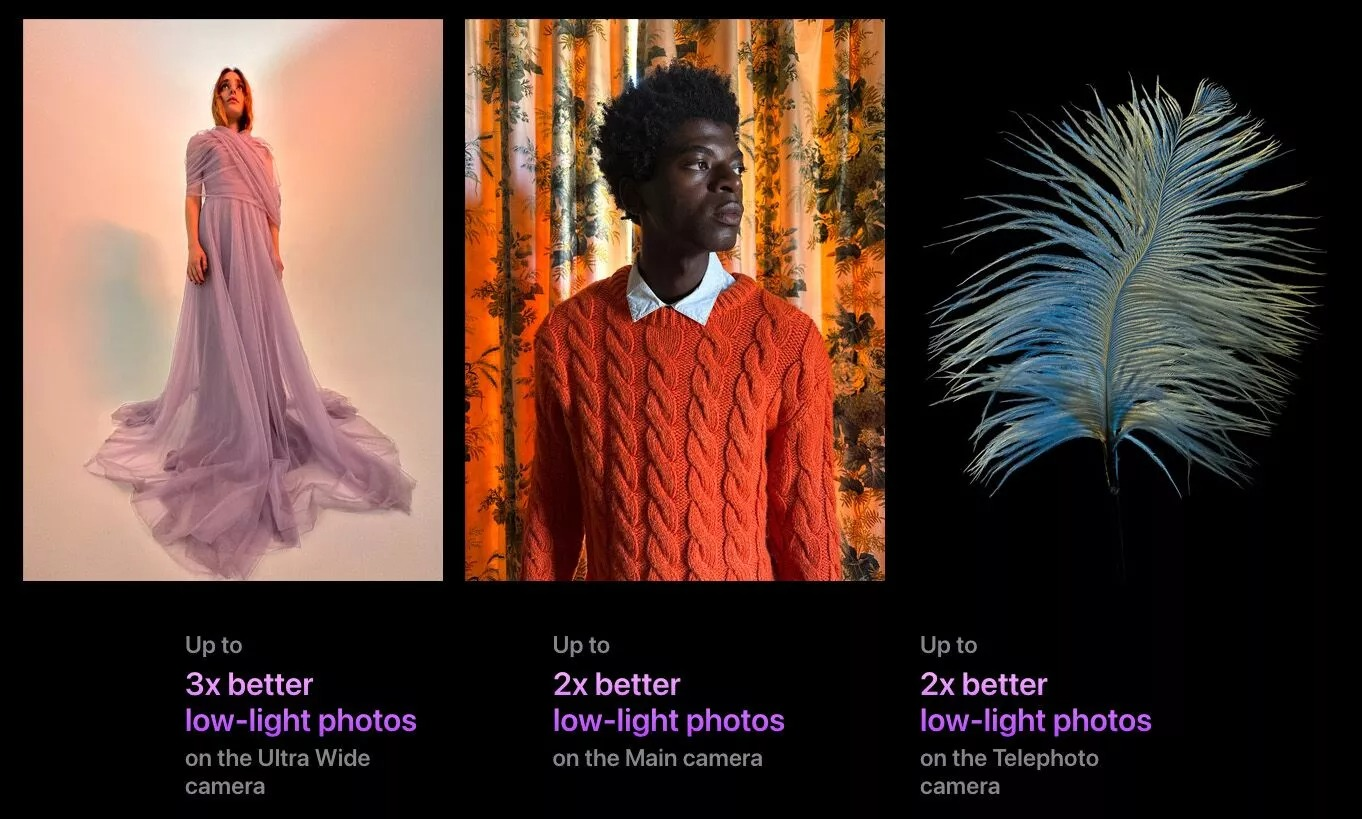 Up to
3x better
low-light photos
on the Ultra Wide
camera
Up to
2x better
low-light photos
on the Main camera
Up to
2x better
low-light photos
on the Telephoto
camera